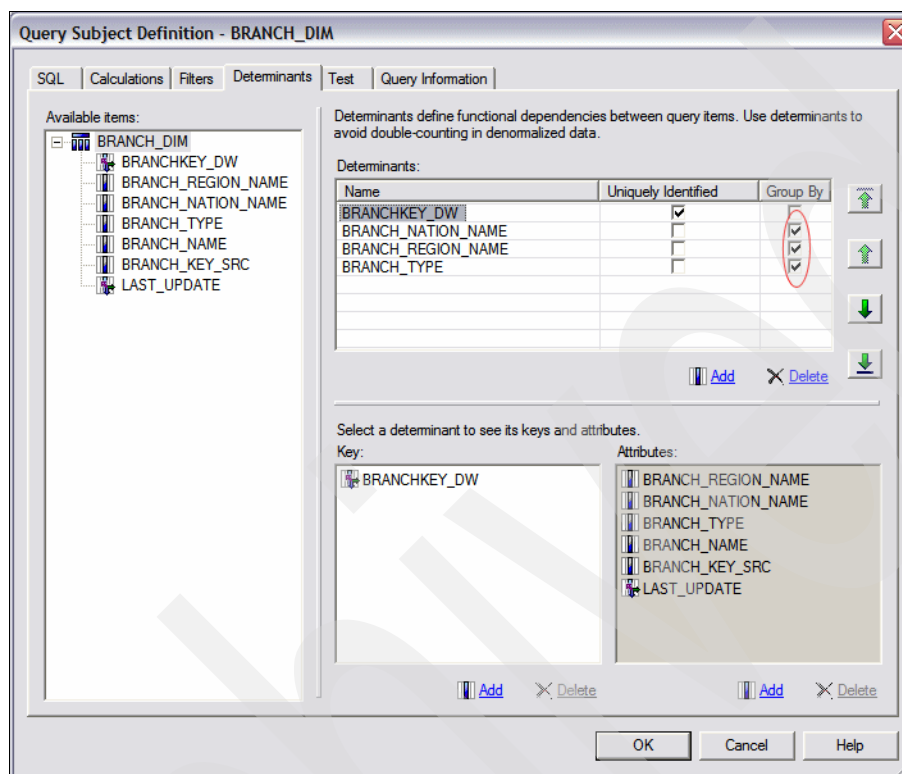 Query Subject Definition - BRANCH_DIM
SQL Calculations Filters Determinants Test Query Information
Available items:
BRANCH_DIM
BRANCHKEY_DW
BRANCH_REGION_NAME
BRANCH_NATION_NAME
BRANCH_TYPE
BRANCH_NAME
BRANCH_KEY_SRC
LAST_UPDATE
Determinants define functional dependencies between query items. Use determinants to
avoid double-counting in denormalized data.
Determinants:
Name Uniquely Identified Group By
BRANCHKEY_DW
BRANCH_NATION_NAME
BRANCH_REGION_NAME
BRANCH_TYPE
Add Delete
Select a determinant to see its keys and attributes.
Key:
BRANCHKEY_DW
Add Delete
Attributes:
BRANCH_REGION_NAME
BRANCH_NATION_NAME
BRANCH_TYPE
BRANCH_NAME
BRANCH_KEY_SRC
LAST_UPDATE
Add Delete
OK Cancel Help